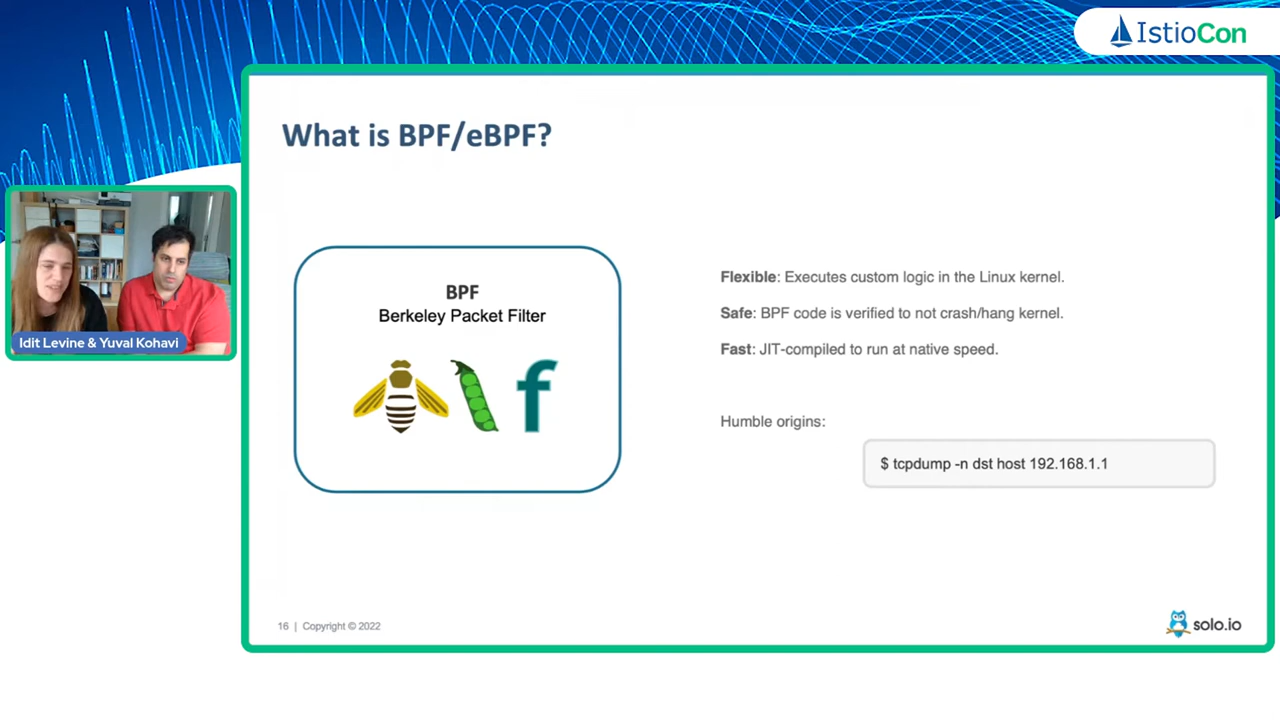 IstioCon
What is BPF/eBPF?
BPF
Berkeley Packet Filter
f
Flexible: Executes custom logic in the Linux kernel.
Safe: BPF code is verified to not crash/hang kernel.
Fast: JIT-compiled to run at native speed.
Humble origins:
$ tcpdump -n dst host 192.168.1.1
Idit Levine & Yuval Kohavi
16 | Copyright © 2022
solo.io